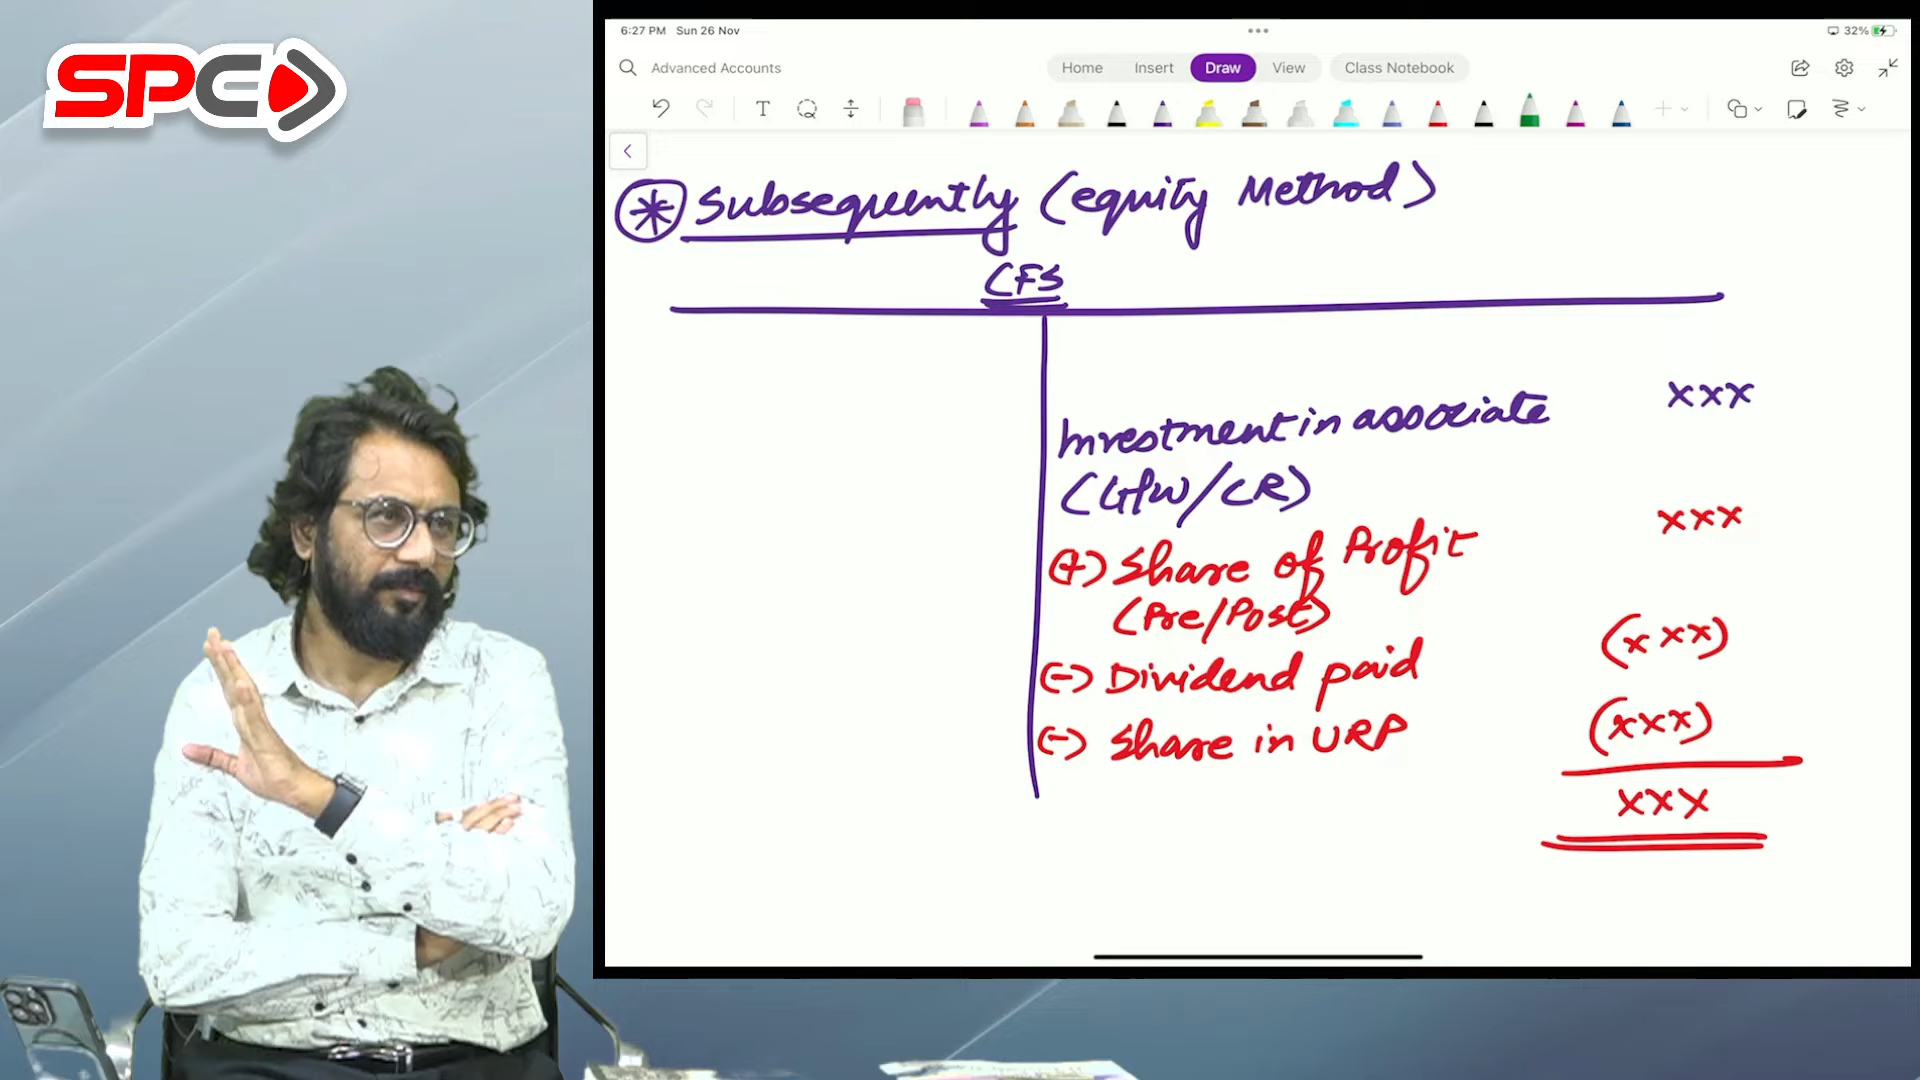 SPE
6:27 PM Sun 26 Nov
32%
Advanced Accounts
Home Insert Draw View Class Notebook
T
* Subsequently (equity Method)
CFS
Investment in associate xxx
(G/W/CR)
(+) Share of Profit xxx
(Pre/Post)
(-) Dividend paid (xxx)
(-) Share in URP (xxx)
xxx